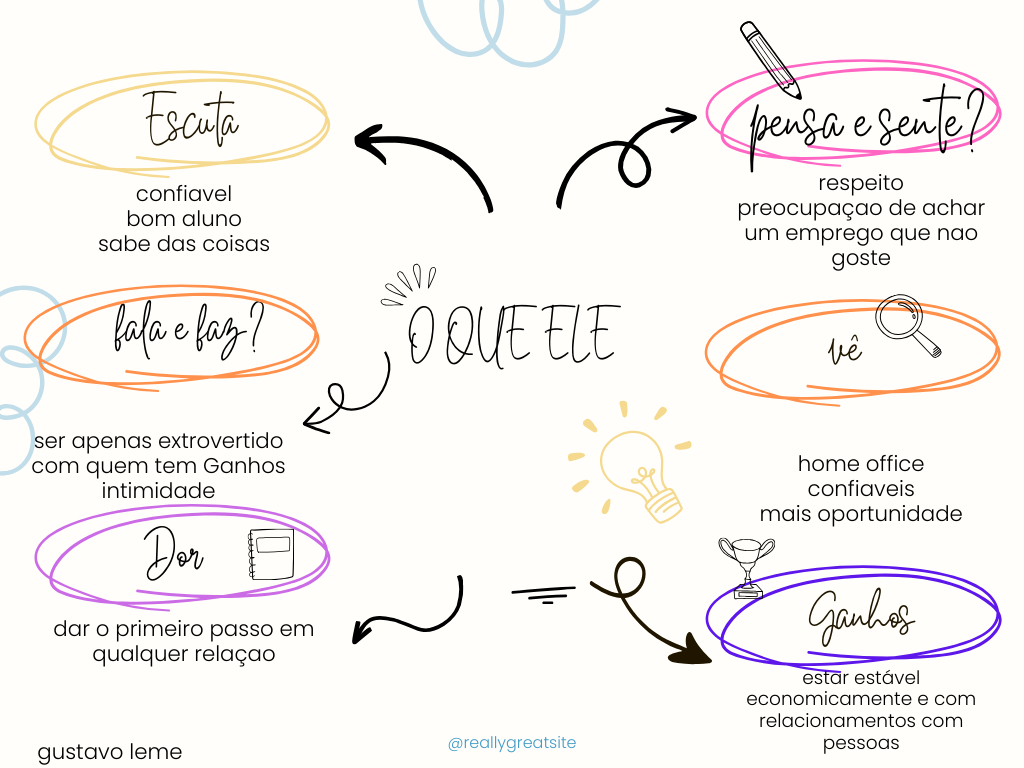 Escuta
confiavel
bom aluno
sabe das coisas
pensa e sente?
respeito
preocupaçao de achar
um emprego que nao
goste
O QUE ELE
fala e faz?
ser apenas extrovertido
com quem tem Ganhos
intimidade
vê
home office
confiaveis
mais oportunidade
Dor
dar o primeiro passo em
qualquer relaçao
Ganhos
estar estável
economicamente e com
relacionamentos com
pessoas
gustavo leme
@reallygreatsite